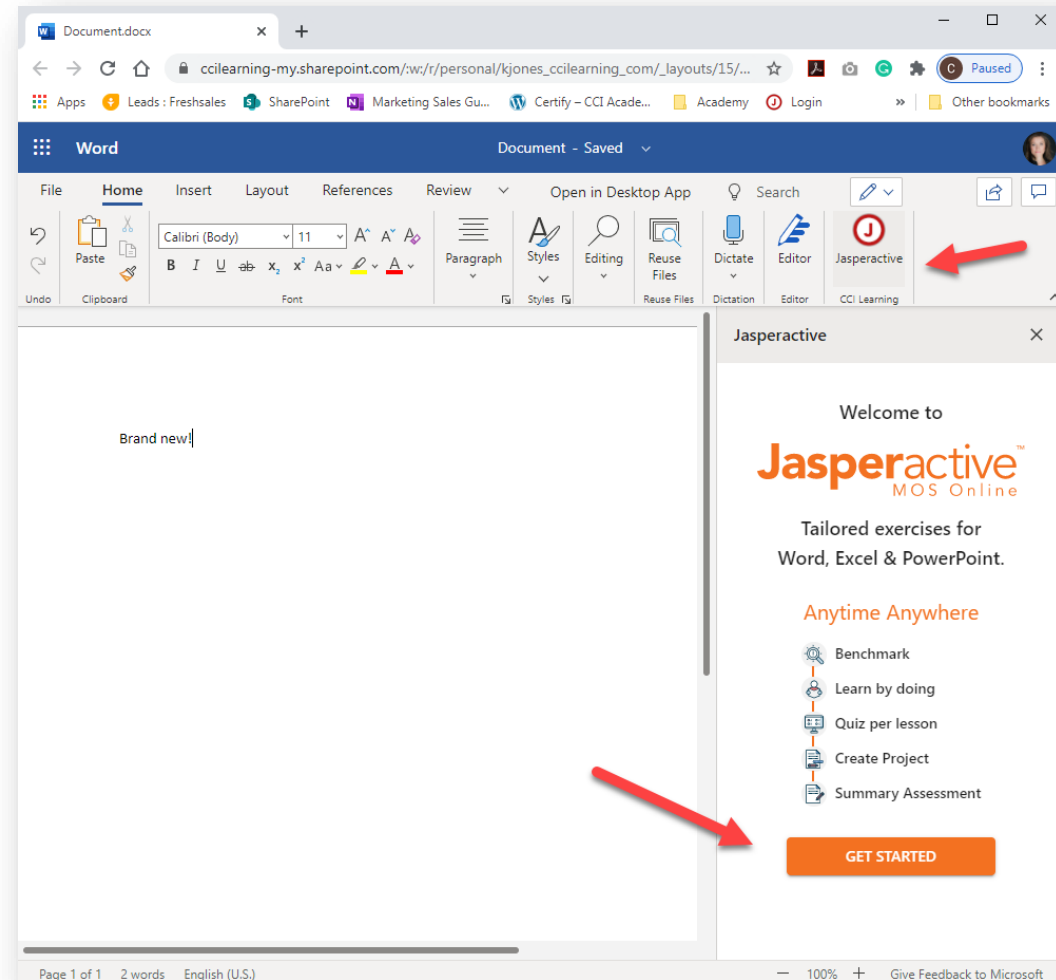 Document.docx
ccilearning-my.sharepoint.com/:w:/r/personal/kjones_ccilearning_com/_layouts/15/... C Paused
Apps Leads : Freshsales SharePoint Marketing Sales Gu... Certify – CCI Acade... Academy Login » Other bookmarks
Word Document - Saved
File Home Insert Layout References Review Open in Desktop App Search
Paste Calibri (Body) 11 A^ A˅ A Paragraph Styles Editing Reuse Files Dictate Editor Jasperactive
B I U ab x₂ x² Aa A
Undo Clipboard Font Styles Reuse Files Dictation Editor CCI Learning
Jasperactive
Brand new!
Welcome to
Jasperactive™
MOS Online
Tailored exercises for
Word, Excel & PowerPoint.
Anytime Anywhere
Benchmark
Learn by doing
Quiz per lesson
Create Project
Summary Assessment
GET STARTED
Page 1 of 1 2 words English (U.S.) — 100% + Give Feedback to Microsoft